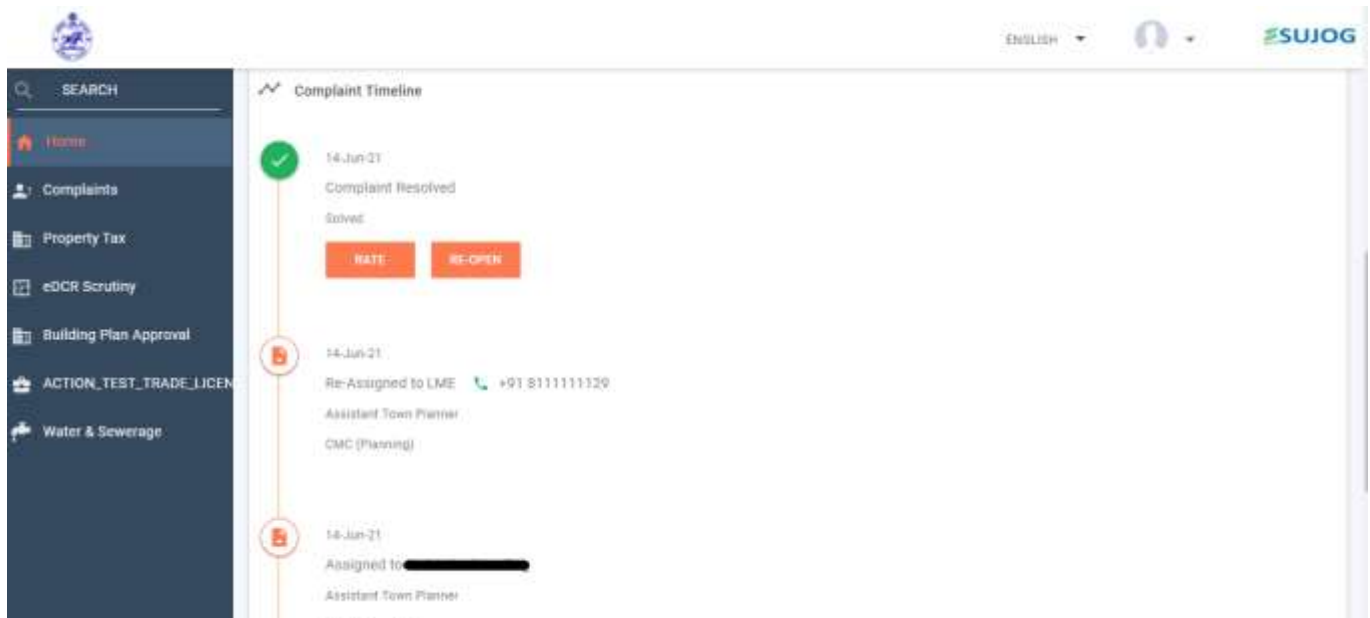 ENGLISH
SUJOG
SEARCH
Home
Complaints
Property Tax
eDCR Scrutiny
Building Plan Approval
ACTION_TEST_TRADE_LICEN
Water & Sewerage
Complaint Timeline
14-Jun-21
Complaint Resolved
Solved
RATE
RE-OPEN
14-Jun-21
Re-Assigned to LME +91 8111111129
Assistant Town Planner
CMC (Planning)
14-Jun-21
Assigned to
Assistant Town Planner